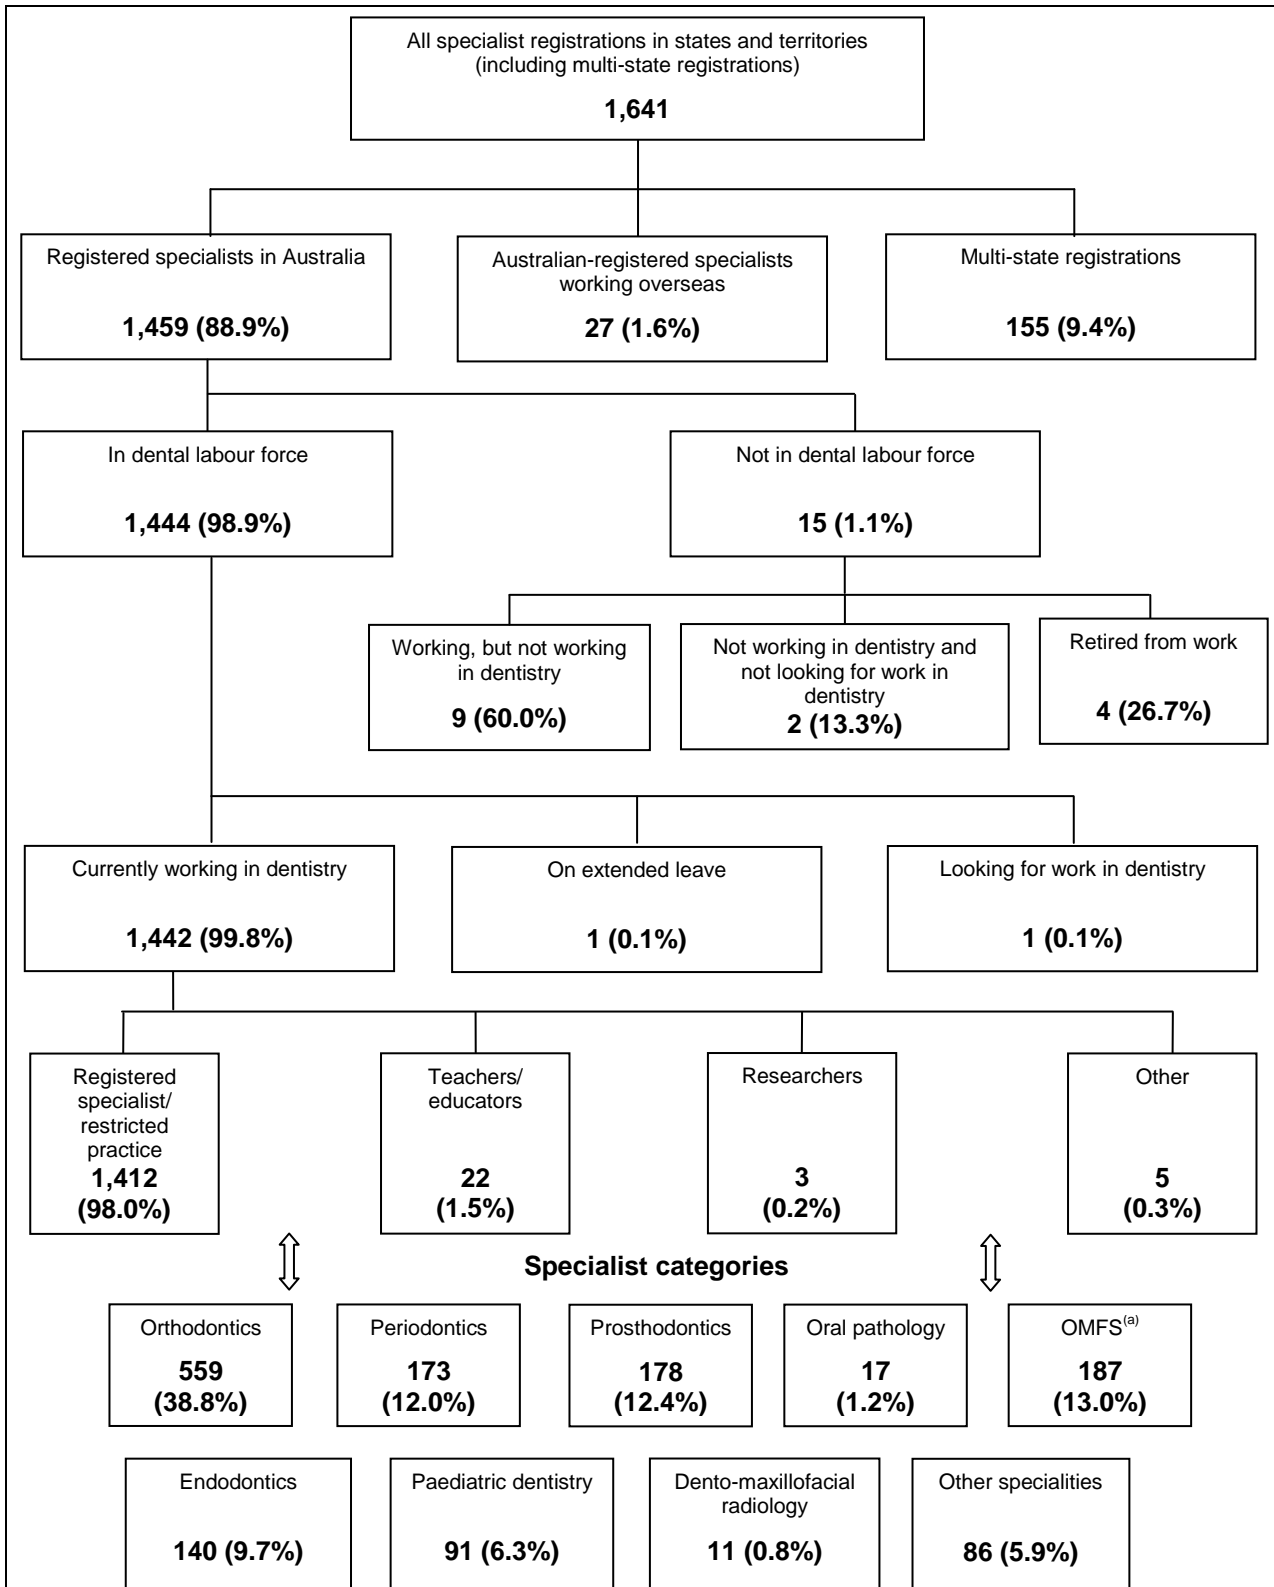 All specialist registrations in states and territories
(including multi-state registrations)
1,641
Registered specialists in Australia
1,459 (88.9%)
Australian-registered specialists
working overseas
27 (1.6%)
Multi-state registrations
155 (9.4%)
In dental labour force
1,444 (98.9%)
Not in dental labour force
15 (1.1%)
Working, but not working
in dentistry
9 (60.0%)
Not working in dentistry and
not looking for work in
dentistry
2 (13.3%)
Retired from work
4 (26.7%)
Currently working in dentistry
1,442 (99.8%)
On extended leave
1 (0.1%)
Looking for work in dentistry
1 (0.1%)
Registered
specialist/
restricted
practice
1,412
(98.0%)
Teachers/
educators
22
(1.5%)
Researchers
3
(0.2%)
Other
5
(0.3%)
Specialist categories
Orthodontics
559
(38.8%)
Periodontics
173
(12.0%)
Prosthodontics
178
(12.4%)
Oral pathology
17
(1.2%)
OMFS(a)
187
(13.0%)
Endodontics
140 (9.7%)
Paediatric dentistry
91 (6.3%)
Dento-maxillofacial
radiology
11 (0.8%)
Other specialities
86 (5.9%)